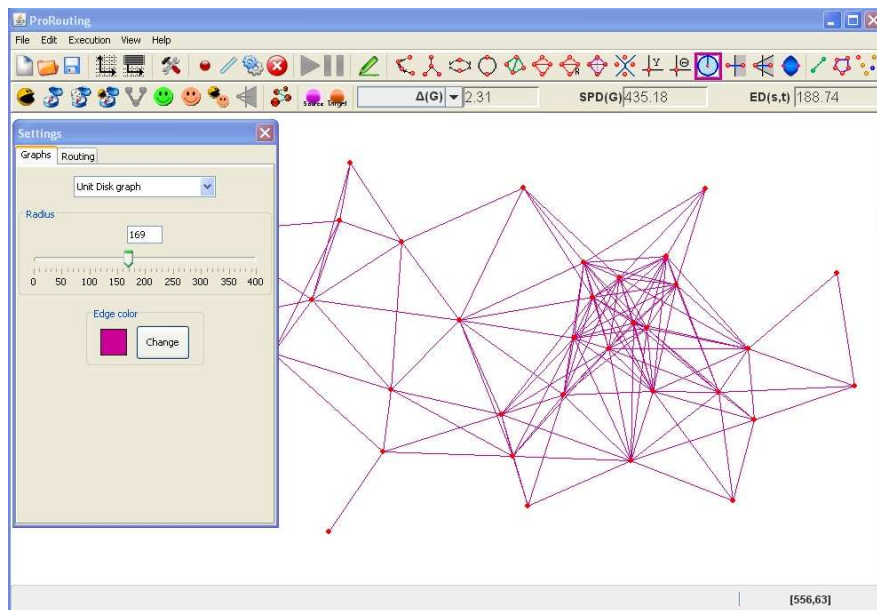 ProRouting
File Edit Execution View Help
Δ(G) 2.31 SPD(G) 435.18 ED(s,t) 188.74
Source Target
Settings
Graphs Routing
Unit Disk graph
Radius
169
0 50 100 150 200 250 300 350 400
Edge color
Change
[556,63]